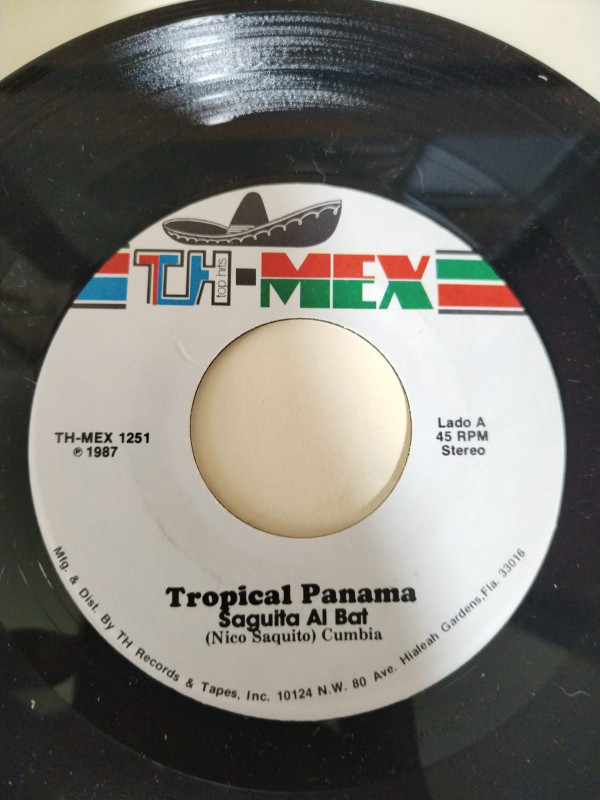 TH-MEX
top hits
TH-MEX 1251
℗ 1987
Lado A
45 RPM
Stereo
Tropical Panama
Saguita Al Bat
(Nico Saquito) Cumbia
Mfg. & Dist. By TH Records & Tapes, Inc. 10124 N.W. 80 Ave. Hialeah Gardens, Fla. 33016